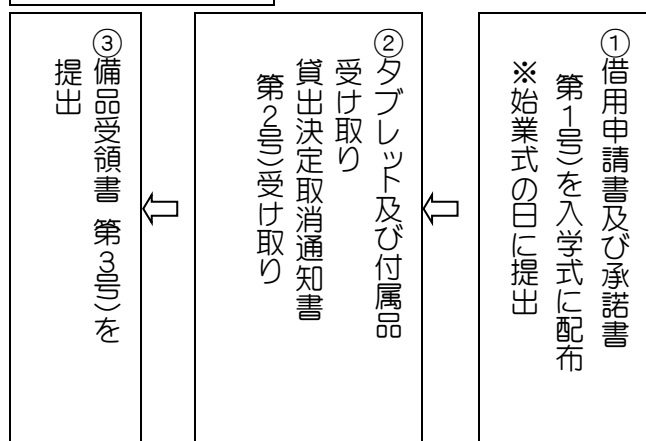 ①借用申請書及び承諾書
第1号)を入学式に配布
※始業式の日に提出
⇦
②タブレット及び付属品
受け取り
貸出決定取消通知書
第2号)受け取り
⇦
③備品受領書 第3号)を
提出